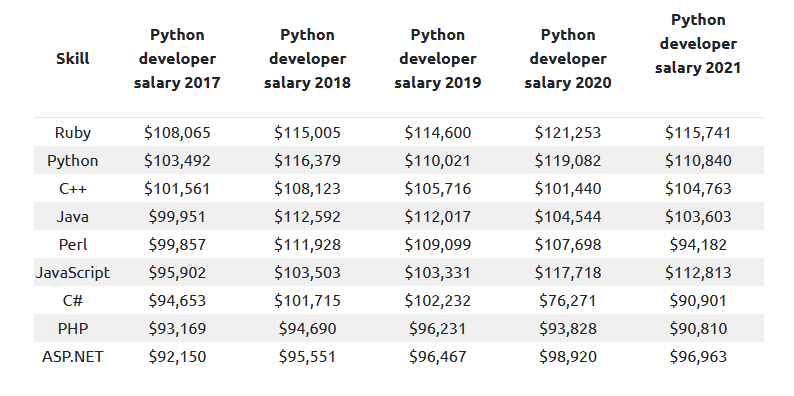 Skill Python developer salary 2017 Python developer salary 2018 Python developer salary 2019 Python developer salary 2020 Python developer salary 2021
Ruby $108,065 $115,005 $114,600 $121,253 $115,741
Python $103,492 $116,379 $110,021 $119,082 $110,840
C++ $101,561 $108,123 $105,716 $101,440 $104,763
Java $99,951 $112,592 $112,017 $104,544 $103,603
Perl $99,857 $111,928 $109,099 $107,698 $94,182
JavaScript $95,902 $103,503 $103,331 $117,718 $112,813
C# $94,653 $101,715 $102,232 $76,271 $90,901
PHP $93,169 $94,690 $96,231 $93,828 $90,810
ASP.NET $92,150 $95,551 $96,467 $98,920 $96,963